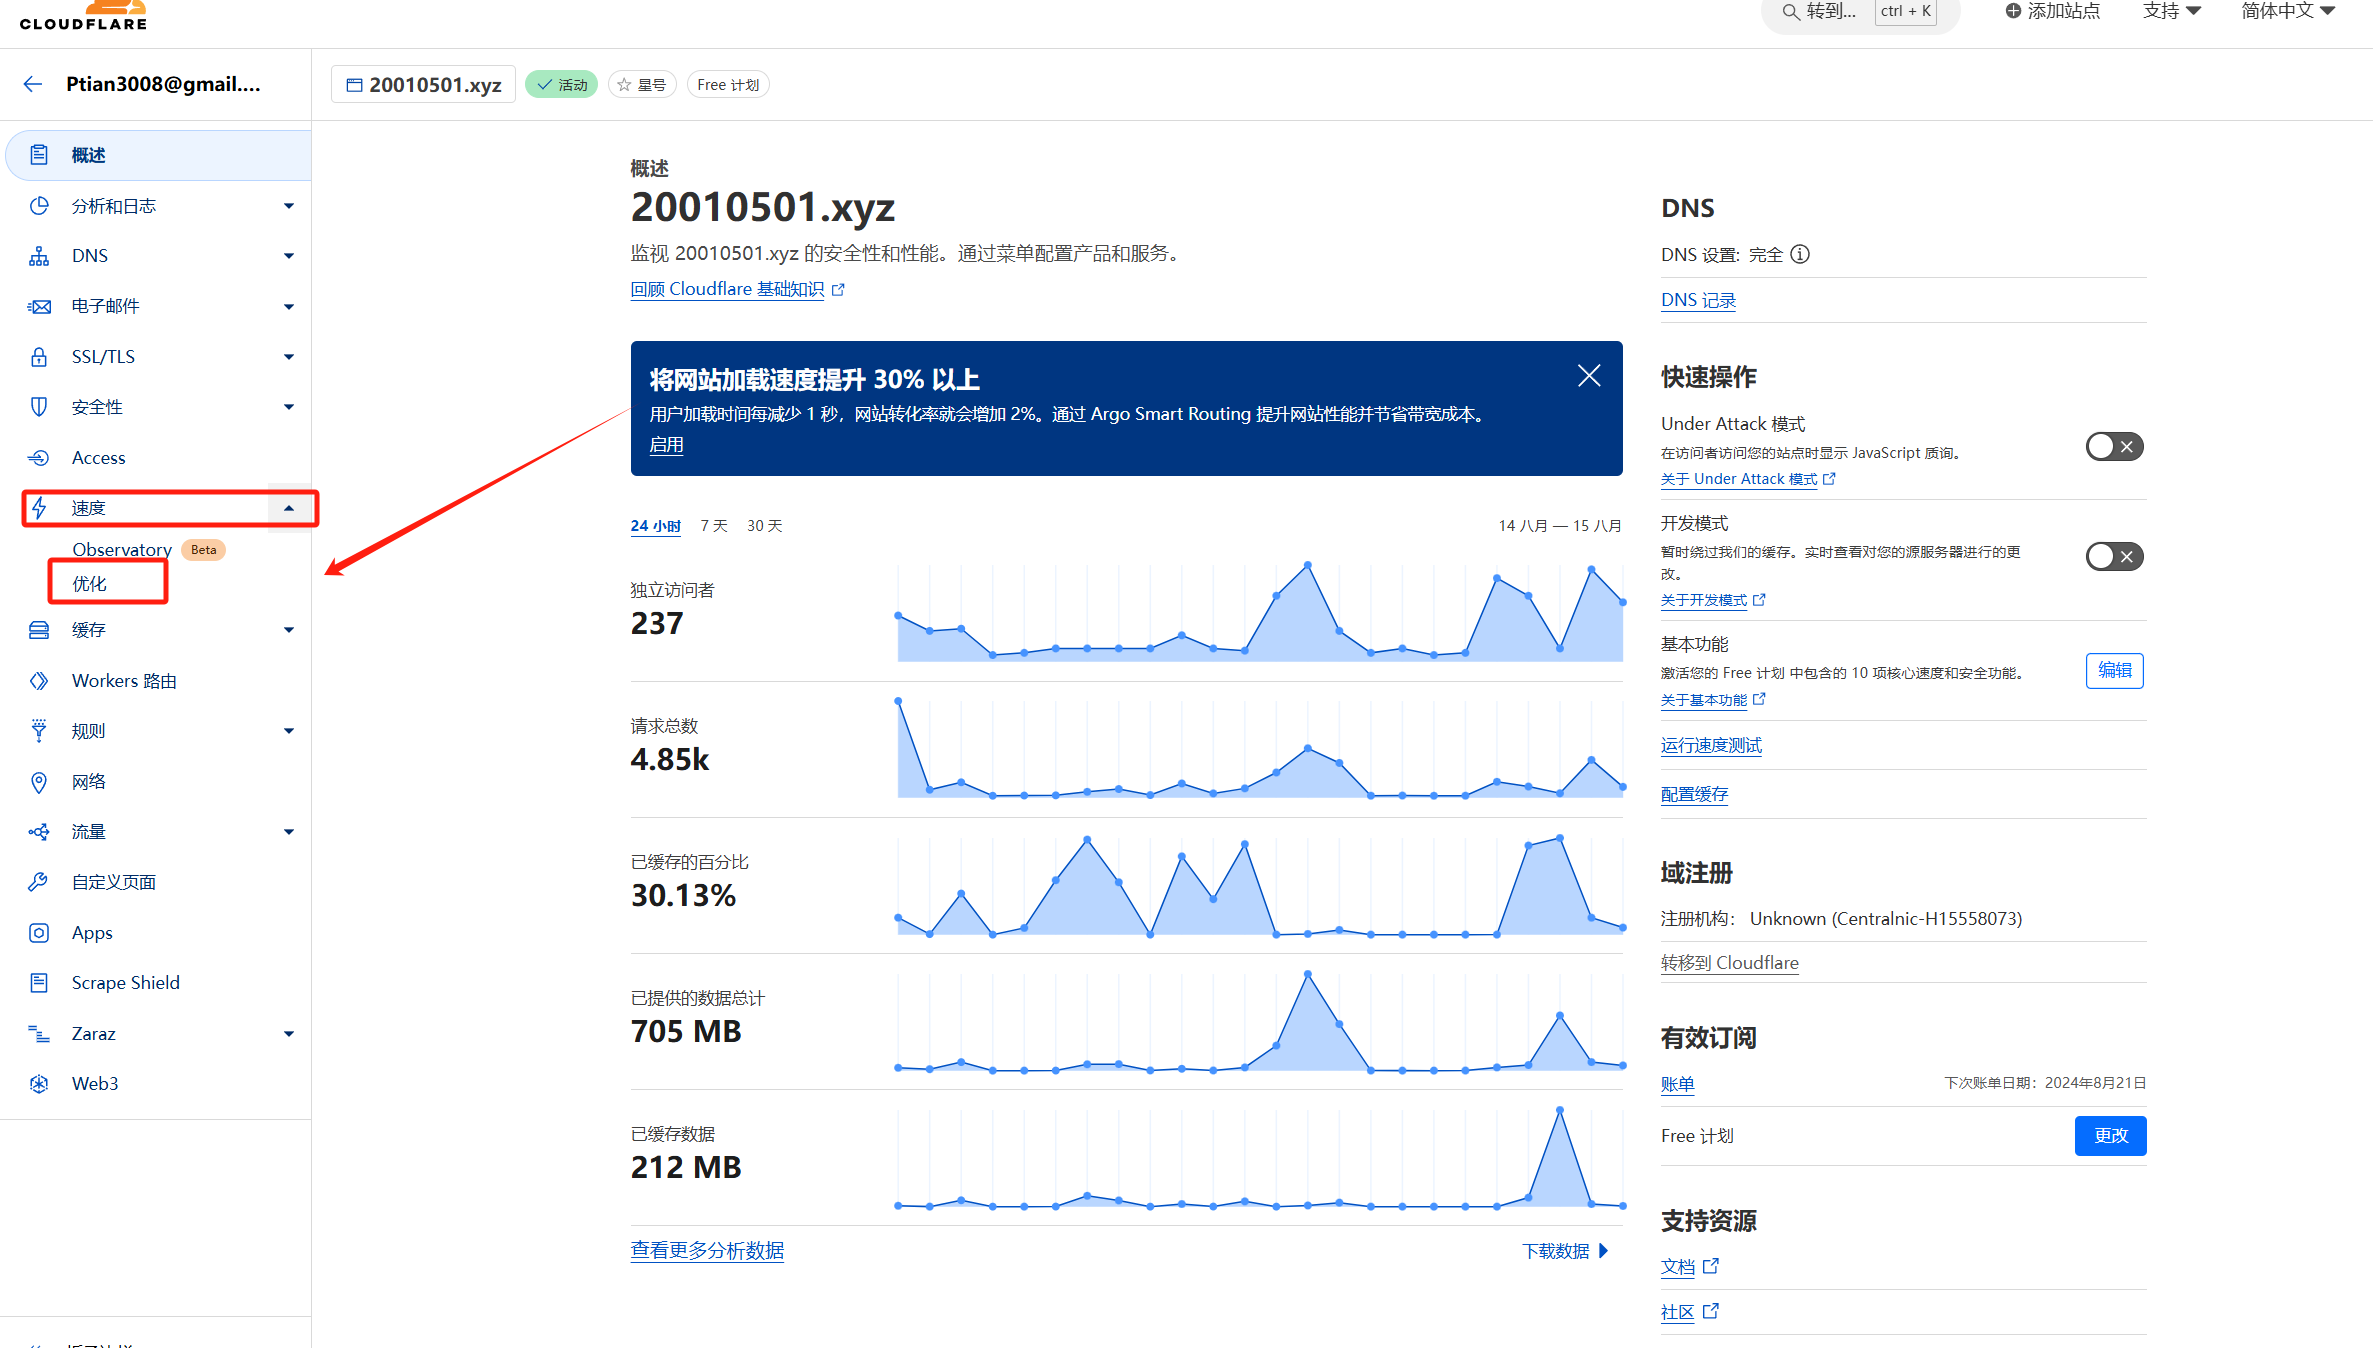 CLOUDFLARE
转到...
ctrl + K
添加站点
支持
简体中文
Ptian3008@gmail....
20010501.xyz
活动
星号
Free 计划
概述
分析和日志
DNS
电子邮件
SSL/TLS
安全性
Access
速度
Observatory
Beta
优化
缓存
Workers 路由
规则
网络
流量
自定义页面
Apps
Scrape Shield
Zaraz
Web3
概述
20010501.xyz
监视 20010501.xyz 的安全性和性能。通过菜单配置产品和服务。
回顾 Cloudflare 基础知识
将网站加载速度提升 30% 以上
用户加载时间每减少 1 秒，网站转化率就会增加 2%。通过 Argo Smart Routing 提升网站性能并节省带宽成本。
启用
24 小时
7 天
30 天
14 八月 — 15 八月
独立访问者
237
请求总数
4.85k
已缓存的百分比
30.13%
已提供的数据总计
705 MB
已缓存数据
212 MB
查看更多分析数据
下载数据
DNS
DNS 设置: 完全
DNS 记录
快速操作
Under Attack 模式
在访问者访问您的站点时显示 JavaScript 质询。
关于 Under Attack 模式
开发模式
暂时绕过我们的缓存。实时查看对您的源服务器进行的更
改。
关于开发模式
基本功能
激活您的 Free 计划 中包含的 10 项核心速度和安全功能。
关于基本功能
编辑
运行速度测试
配置缓存
域注册
注册机构： Unknown (Centralnic-H15558073)
转移到 Cloudflare
有效订阅
账单
下次账单日期：2024年8月21日
Free 计划
更改
支持资源
文档
社区